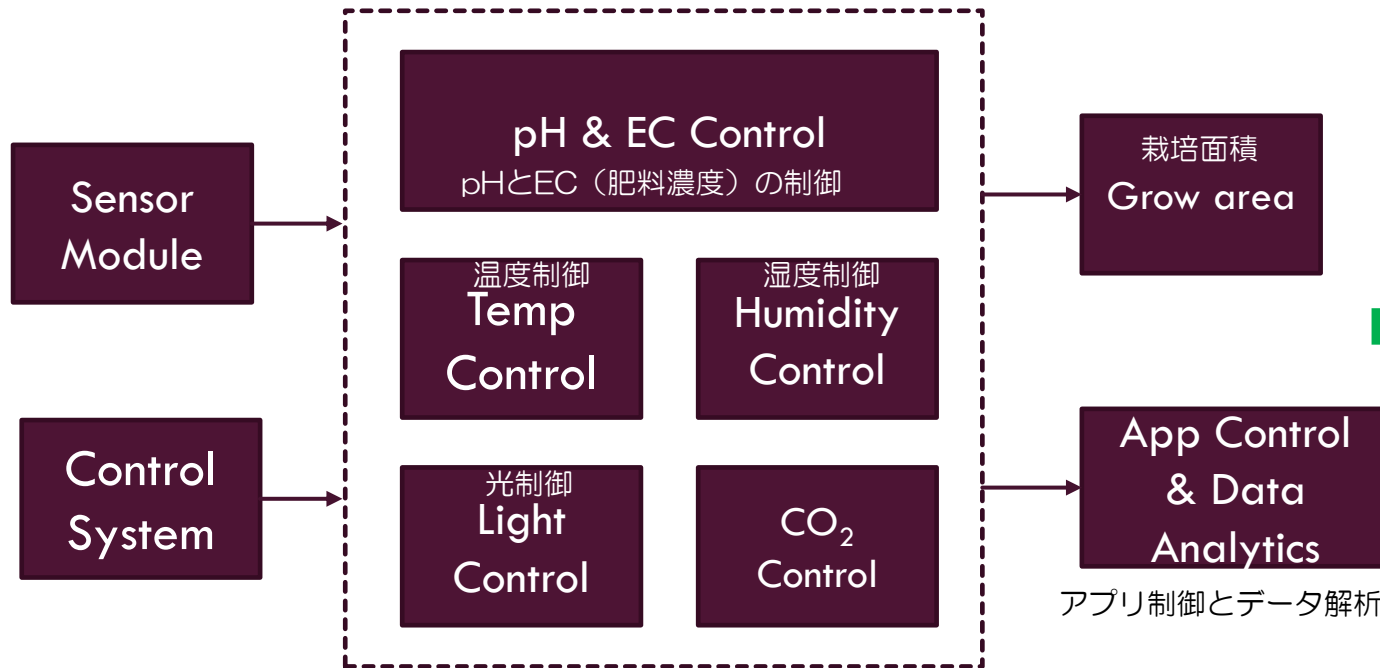 Sensor
Module
Control
System
pH & EC Control
pHとEC（肥料濃度）の制御
温度制御
Temp
Control
湿度制御
Humidity
Control
光制御
Light
Control
CO₂
Control
栽培面積
Grow area
App Control
& Data
Analytics
アプリ制御とデータ解析